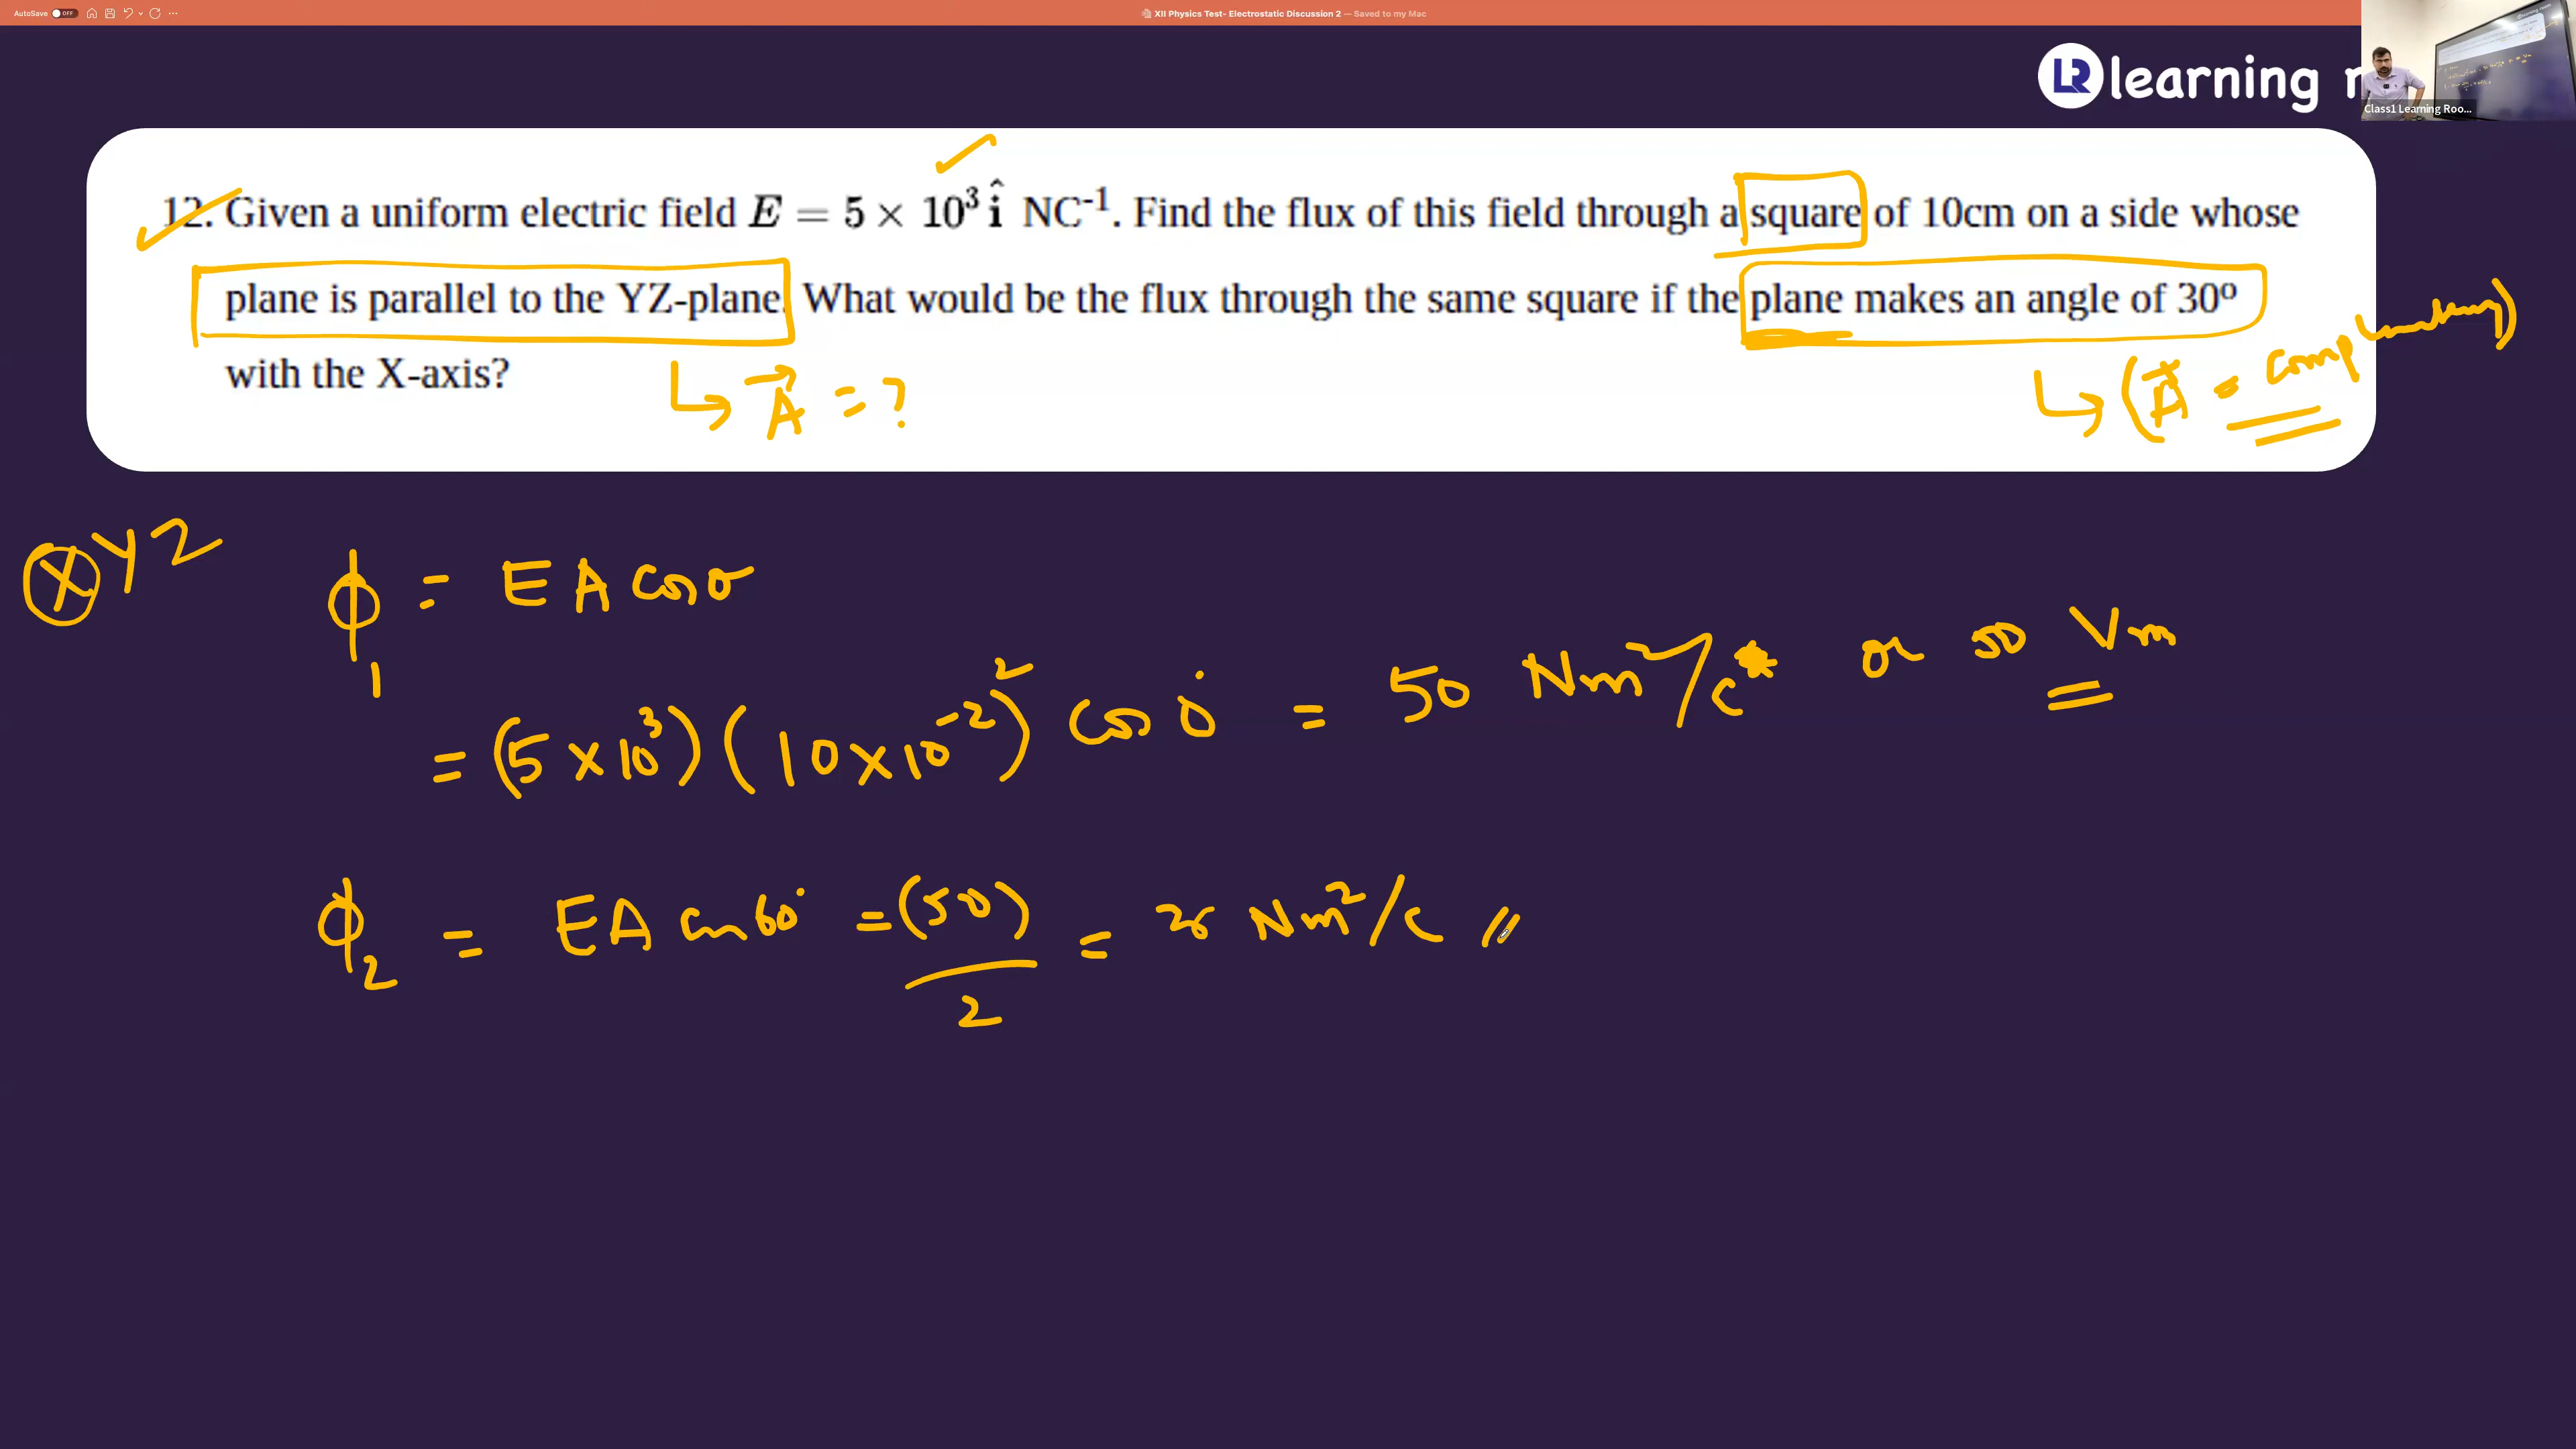 AutoSave OFF
XII Physics Test- Electrostatic Discussion 2 — Saved to my Mac
LR learning r
Class1 Learning Roo...
12. Given a uniform electric field E = 5 × 10³ î NC⁻¹. Find the flux of this field through a square of 10cm on a side whose
plane is parallel to the YZ-plane. What would be the flux through the same square if the plane makes an angle of 30º
with the X-axis?
↳ A⃗ = ?
↳ (A⃗ = complementary)
XYZ
ϕ₁ = EA cos θ
= (5 × 10³) (10 × 10⁻²)² cos 0° = 50 Nm²/C or 50 Vm
ϕ₂ = EA cos 60° = (50)/2 = 25 Nm²/C //